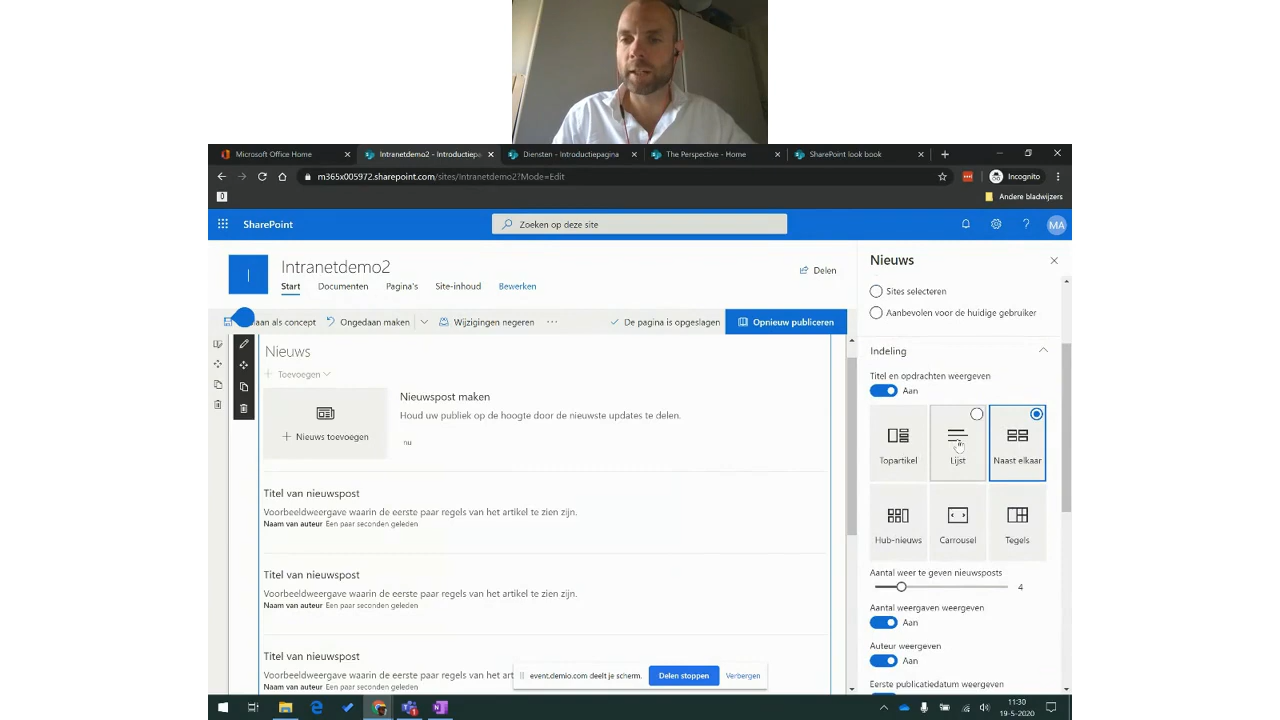 Microsoft Office Home
Intranetdemo2 - Introductiepa
Diensten - Introductiepagina
The Perspective - Home
SharePoint look book
m365x005972.sharepoint.com/sites/Intranetdemo2?Mode=Edit
Incognito
0
Andere bladwijzers
SharePoint
Zoeken op deze site
MA
I
Intranetdemo2
Start
Documenten
Pagina's
Site-inhoud
Bewerken
Delen
Nieuws
Sites selecteren
Aanbevolen voor de huidige gebruiker
laan als concept
Ongedaan maken
Wijzigingen negeren
De pagina is opgeslagen
Opnieuw publiceren
Nieuws
Toevoegen
Nieuws toevoegen
Nieuwspost maken
Houd uw publiek op de hoogte door de nieuwste updates te delen.
nu
Titel van nieuwspost
Voorbeeldweergave waarin de eerste paar regels van het artikel te zien zijn.
Naam van auteur Een paar seconden geleden
Titel van nieuwspost
Voorbeeldweergave waarin de eerste paar regels van het artikel te zien zijn.
Naam van auteur Een paar seconden geleden
Titel van nieuwspost
Voorbeeldweergave waarin de eerste paar regels van het art
Naam van auteur Een paar seconden geleden
Indeling
Titel en opdrachten weergeven
Aan
Topartikel
Lijst
Naast elkaar
Hub-nieuws
Carrousel
Tegels
Aantal weer te geven nieuwsposts
4
Aantal weergaven weergeven
Aan
Auteur weergeven
Aan
Eerste publicatiedatum weergeven
event.demio.com deelt je scherm.
Delen stoppen
Verbergen
11:30
19-5-2020